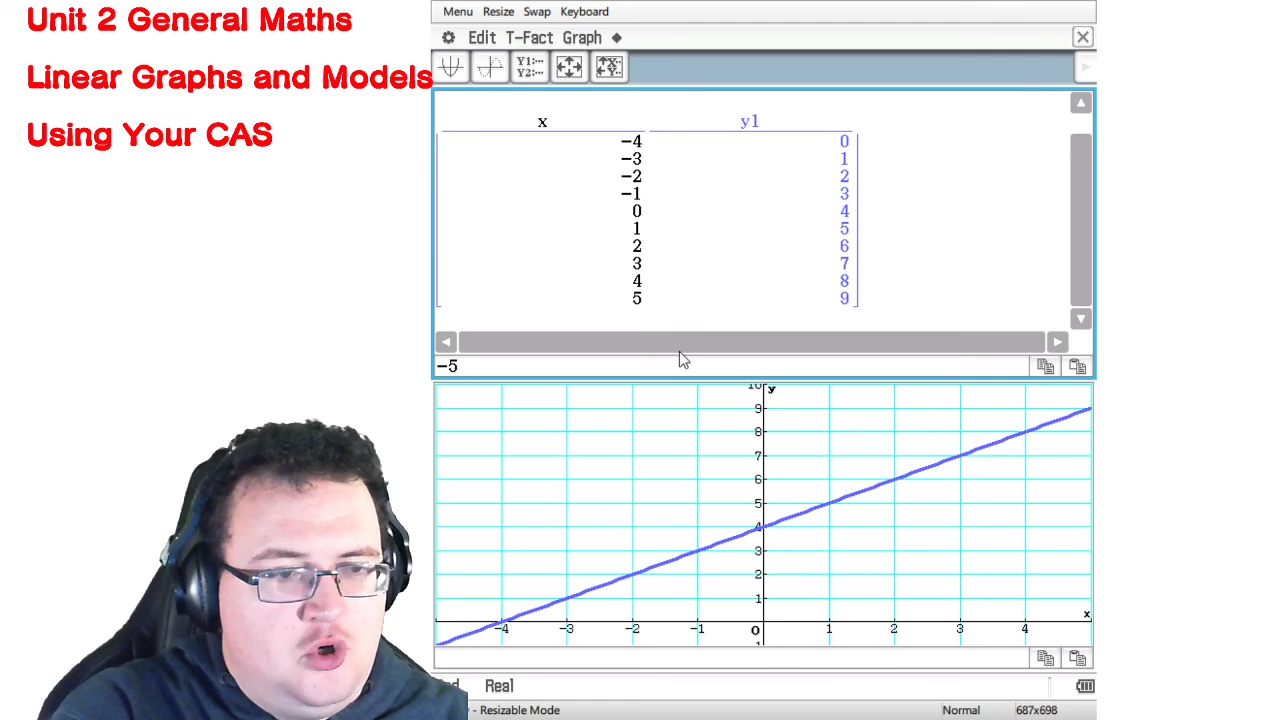 Unit 2 General Maths
Linear Graphs and Models
Using Your CAS
Menu Resize Swap Keyboard
Edit T-Fact Graph
Y1:
Y2:
x y1
-4 0
-3 1
-2 2
-1 3
0 4
1 5
2 6
3 7
4 8
5 9
-5
10 y
9
8
7
6
5
4
3
2
1
x
-4 -3 -2 -1 O 1 2 3 4
Real
- Resizable Mode Normal 687x698